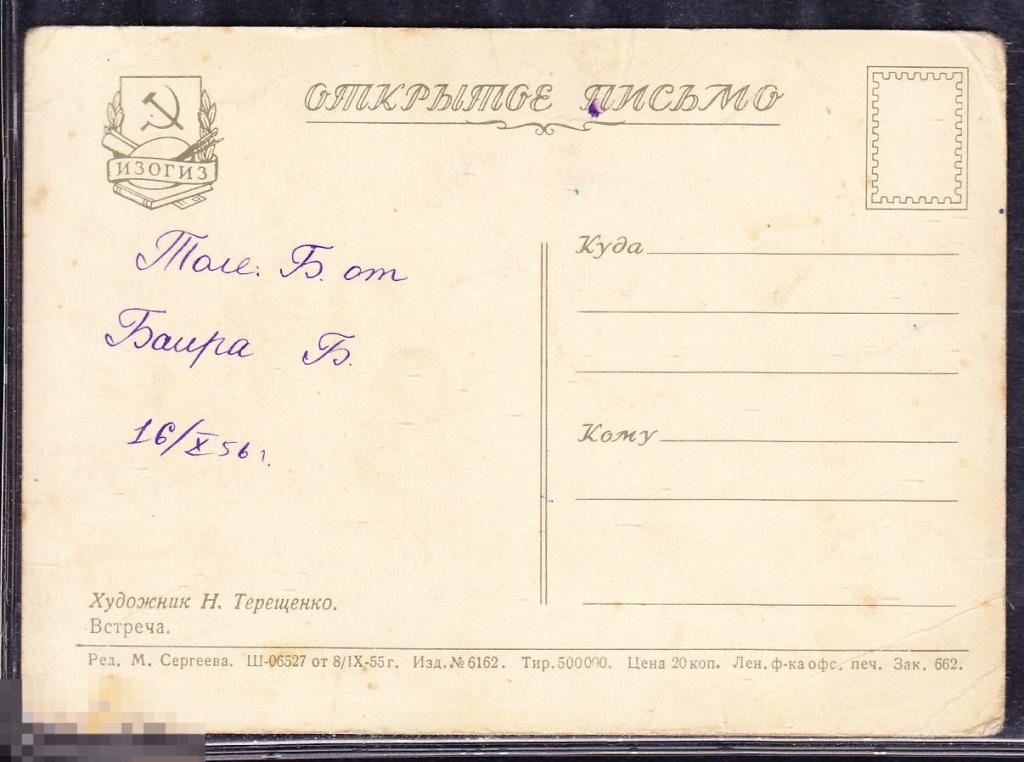 ОТКРЫТОЕ ПИСЬМО
ИЗОГИЗ
Толе: Б. от
Баира Б.
16/X 56 г.
Куда
Кому
Художник Н. Терещенко.
Встреча.
Ред. М. Сергеева. Ш-06527 от 8/IX-55 г. Изд. № 6162. Тир. 500000. Цена 20 коп. Лен. ф-ка офс. печ. Зак. 662.